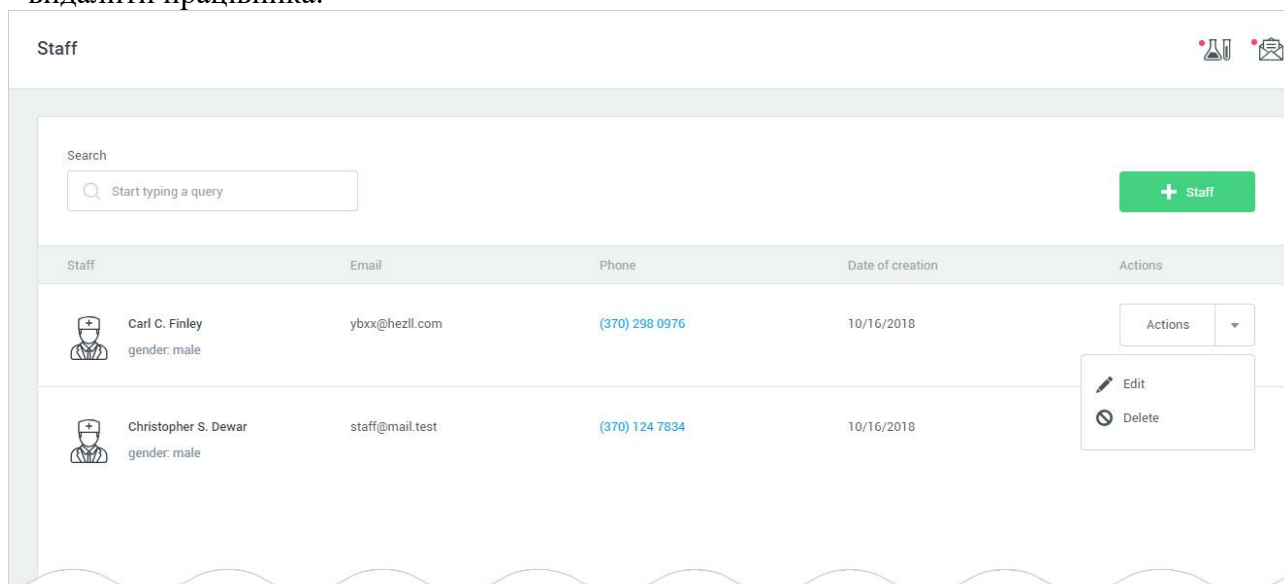 видалити працівника.
Staff
Search
Start typing a query
+ Staff
Staff Email Phone Date of creation Actions
Carl C. Finley ybxx@hezll.com (370) 298 0976 10/16/2018 Actions
gender: male
Edit
Delete
Christopher S. Dewar staff@mail.test (370) 124 7834 10/16/2018
gender: male